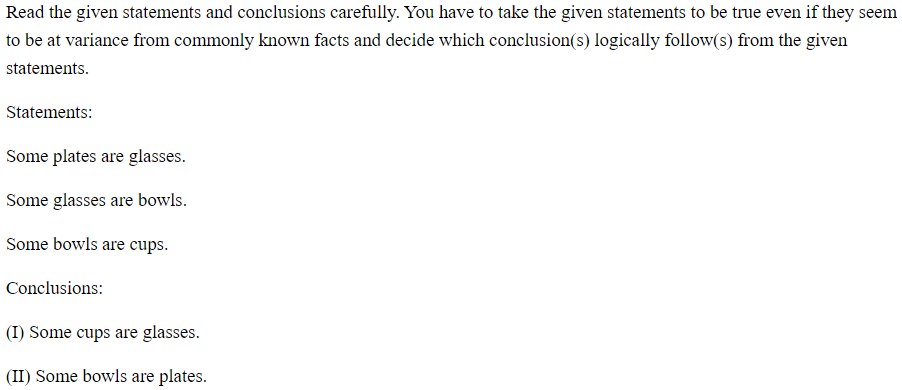 Read the given statements and conclusions carefully. You have to take the given statements to be true even if they seem
to be at variance from commonly known facts and decide which conclusion(s) logically follow(s) from the given
statements.
Statements:
Some plates are glasses.
Some glasses are bowls.
Some bowls are cups.
Conclusions:
(I) Some cups are glasses.
(II) Some bowls are plates.